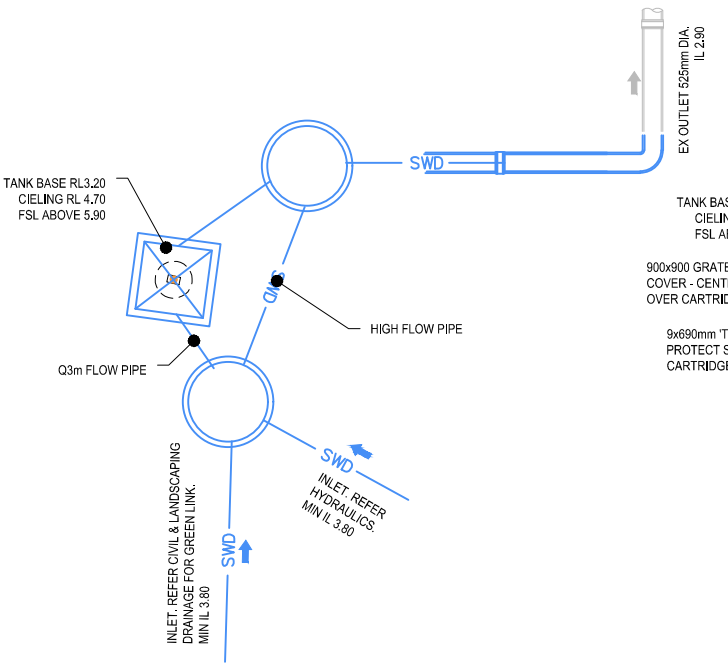 EX OUTLET 525mm DIA.
IL 2.90
SWD
TANK BASE RL3.20
CIELING RL 4.70
FSL ABOVE 5.90
TANK BAS
CIELIN
FSL AB
900x900 GRATE
COVER - CENT
OVER CARTRID
9x690mm 'T
PROTECT S
CARTRIDGE
SWD
HIGH FLOW PIPE
Q3m FLOW PIPE
SWD
INLET. REFER
HYDRAULICS.
MIN IL 3.80
SWD
INLET. REFER CIVIL & LANDSCAPING
DRAINAGE FOR GREEN LINK.
MIN IL 3.80